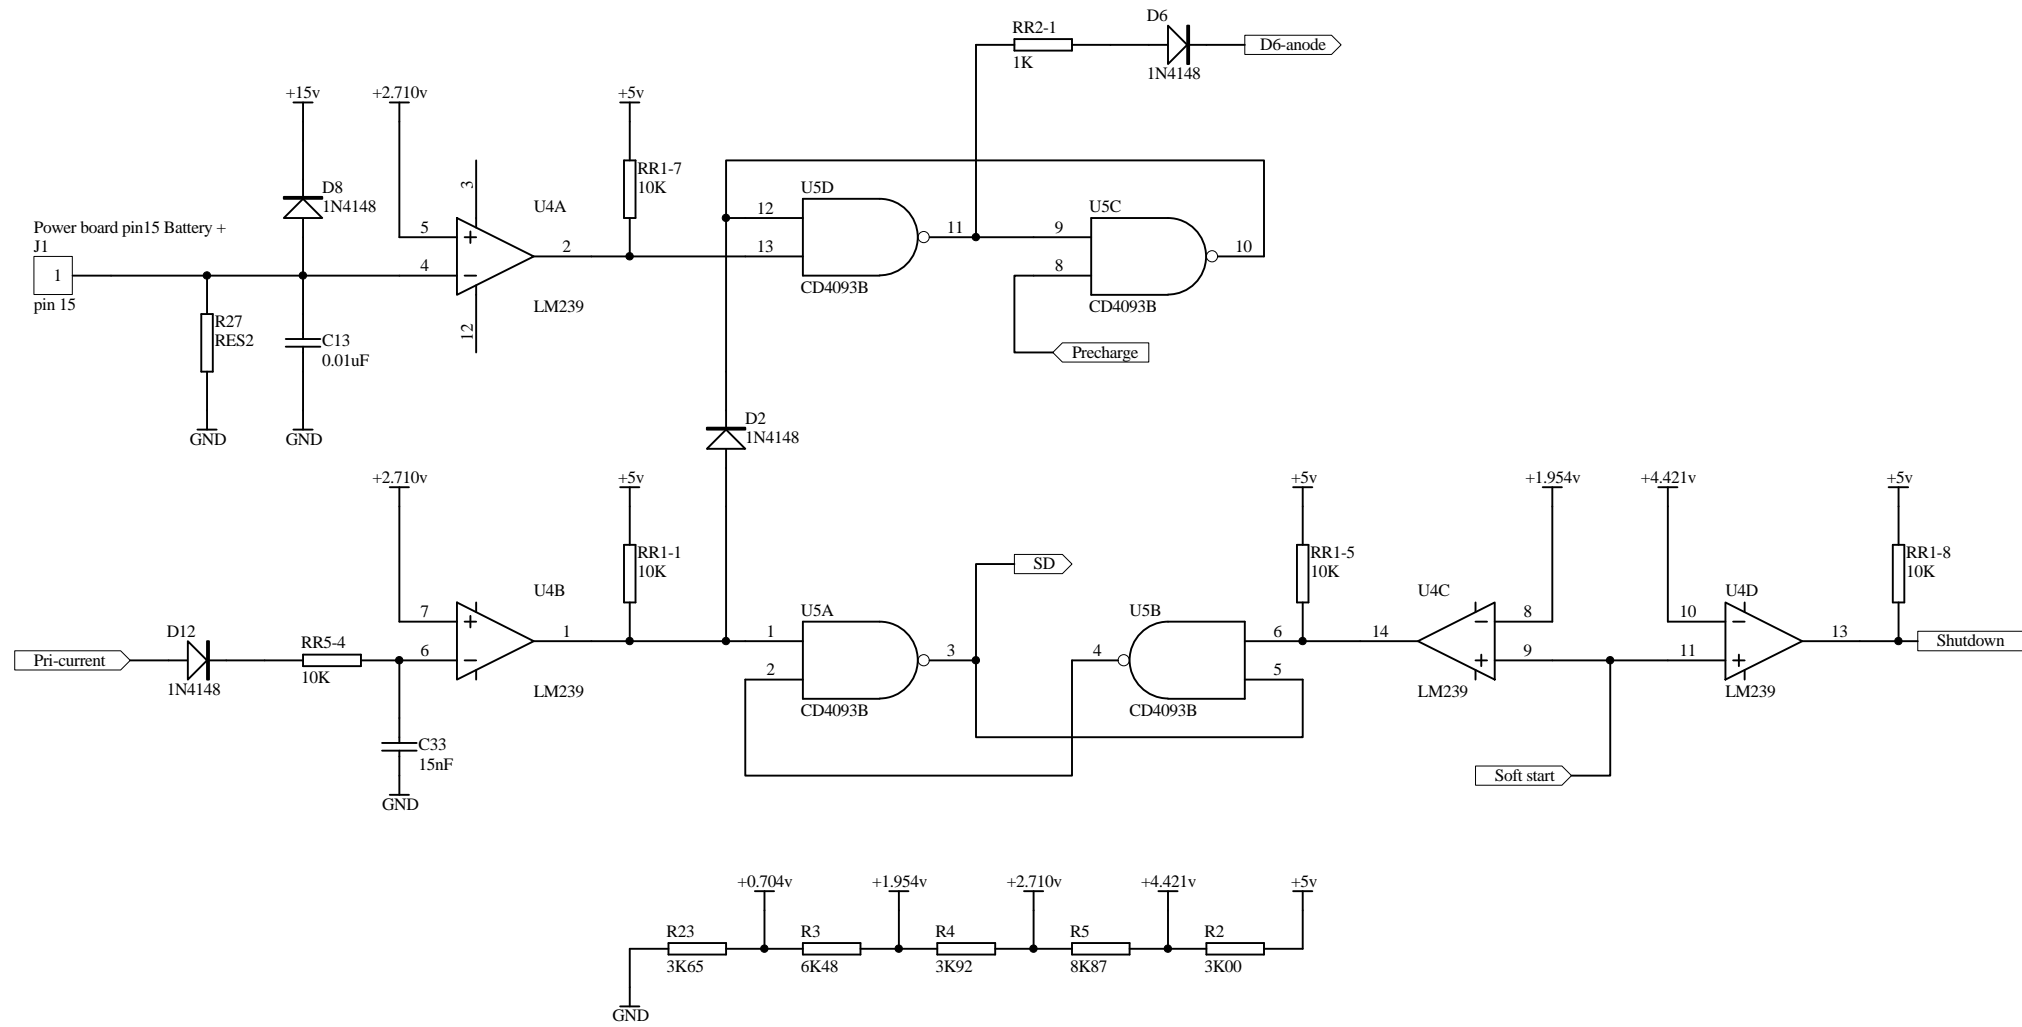 RR2-1
1K
D6
1N4148
D6-anode
+15v
+2.710v
+5v
D8
1N4148
3
U4A
RR1-7
10K
U5D
U5C
Power board pin15 Battery +
J1
1
pin 15
5
4
2
12
13
11
9
8
10
12
LM239
CD4093B
CD4093B
R27
RES2
C13
0.01uF
Precharge
GND
GND
D2
1N4148
+2.710v
+5v
+5v
+1.954v
+4.421v
+5v
RR1-1
10K
SD
RR1-5
10K
RR1-8
10K
U4B
U5A
U5B
U4C
U4D
D12
1N4148
Pri-current
RR5-4
10K
7
6
1
1
2
3
4
6
5
14
8
9
10
11
13
Shutdown
LM239
CD4093B
CD4093B
LM239
LM239
C33
15nF
GND
Soft start
+0.704v
+1.954v
+2.710v
+4.421v
+5v
R23
3K65
R3
6K48
R4
3K92
R5
8K87
R2
3K00
GND